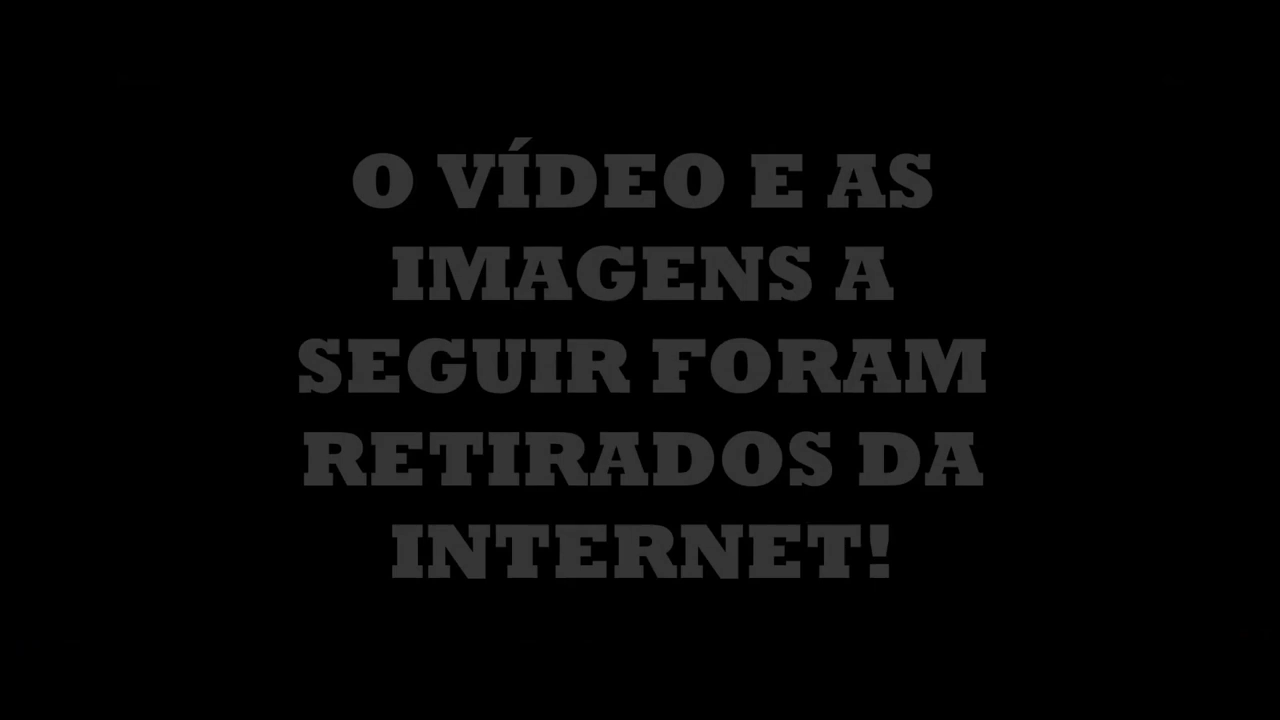 O VÍDEO E AS
IMAGENS A
SEGUIR FORAM
RETIRADOS DA
INTERNET!